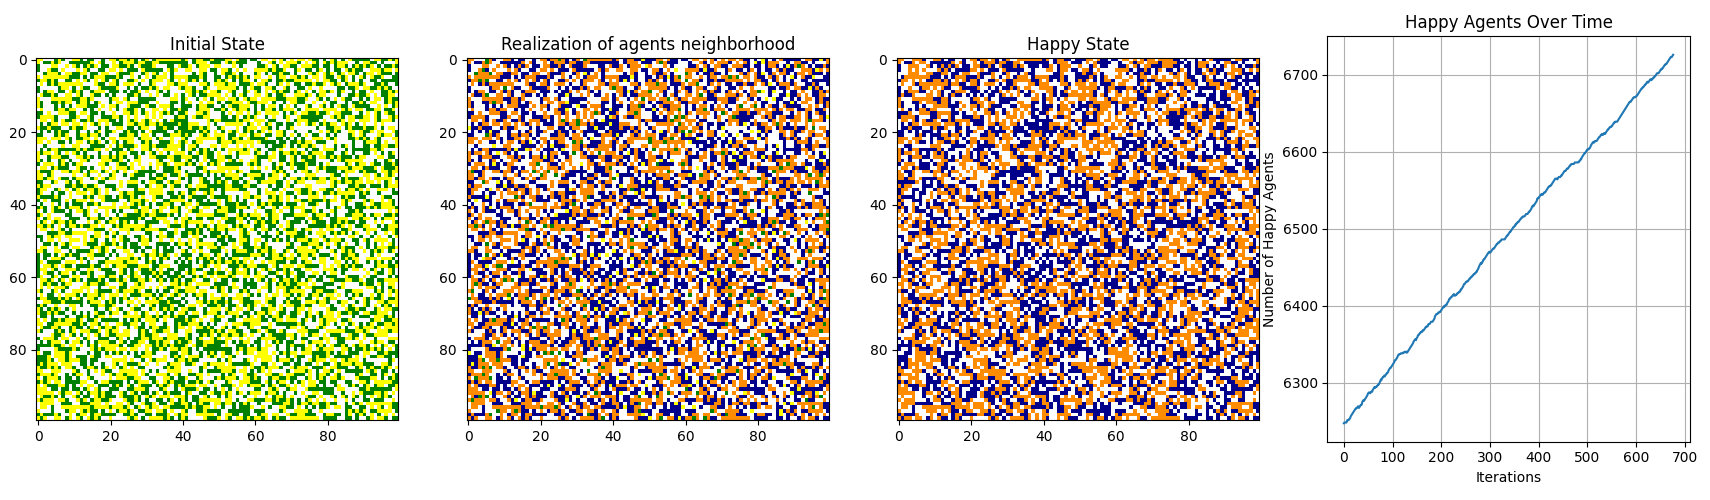 Initial State
0
20
40
60
80
0 20 40 60 80
Realization of agents neighborhood
0
20
40
60
80
0 20 40 60 80
Happy State
0
20
40
60
80
0 20 40 60 80
Happy Agents Over Time
Number of Happy Agents
6700
6600
6500
6400
6300
0 100 200 300 400 500 600 700
Iterations